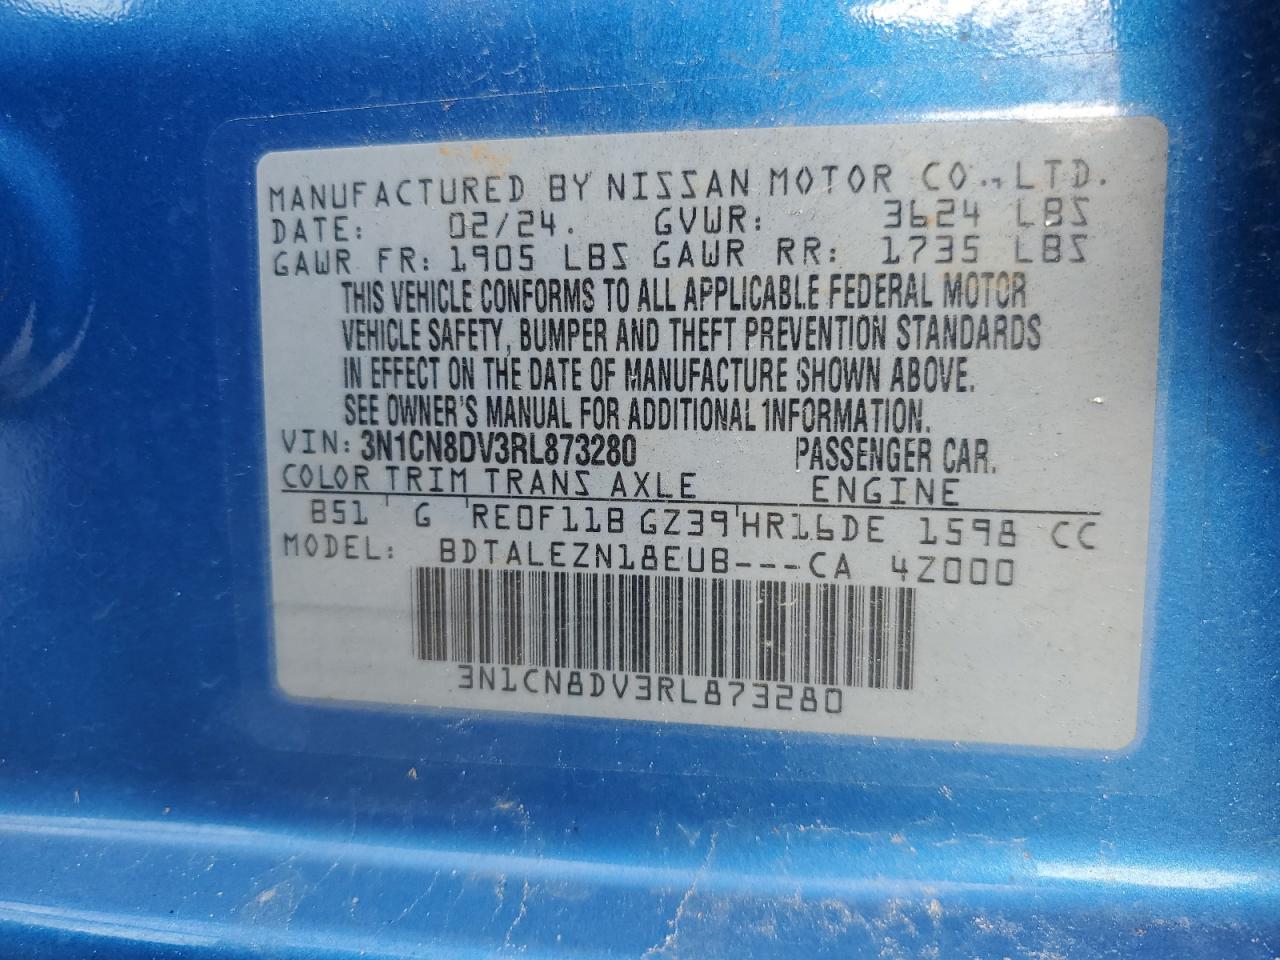 MANUFACTURED BY NISSAN MOTOR CO., LTD.
DATE: 02/24. GVWR: 3624 LBS
GAWR FR: 1905 LBS GAWR RR: 1735 LBS
THIS VEHICLE CONFORMS TO ALL APPLICABLE FEDERAL MOTOR
VEHICLE SAFETY, BUMPER AND THEFT PREVENTION STANDARDS
IN EFFECT ON THE DATE OF MANUFACTURE SHOWN ABOVE.
SEE OWNER'S MANUAL FOR ADDITIONAL INFORMATION.
VIN: 3N1CN8DV3RL873280 PASSENGER CAR.
COLOR TRIM TRANS AXLE ENGINE
B51 ' G ' RE0F11B GZ39'HR16DE 1598 CC
MODEL: BDTALEZN18EUB---CA 4Z000
3N1CN8DV3RL873280